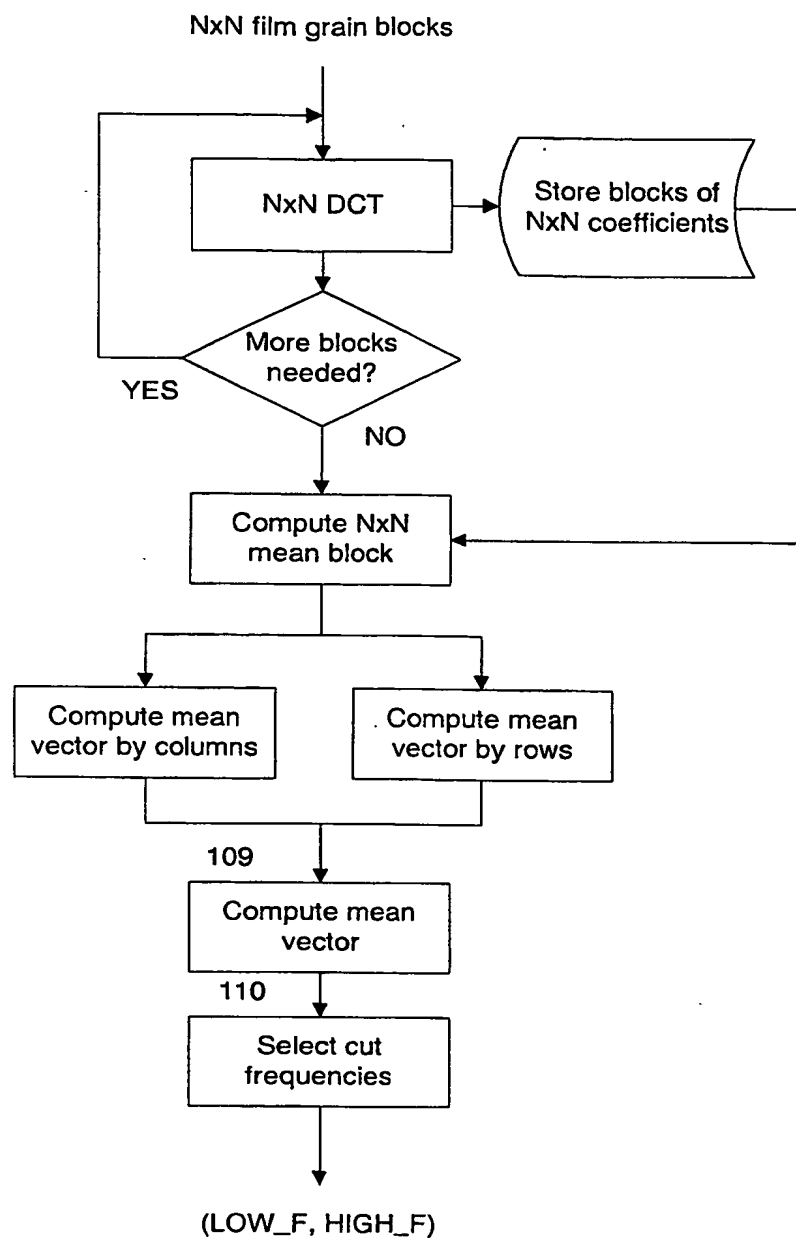 NxN film grain blocks
NxN DCT
Store blocks of
NxN coefficients
More blocks
needed?
YES
NO
Compute NxN
mean block
Compute mean
vector by columns
Compute mean
vector by rows
109
Compute mean
vector
110
Select cut
frequencies
(LOW_F, HIGH_F)